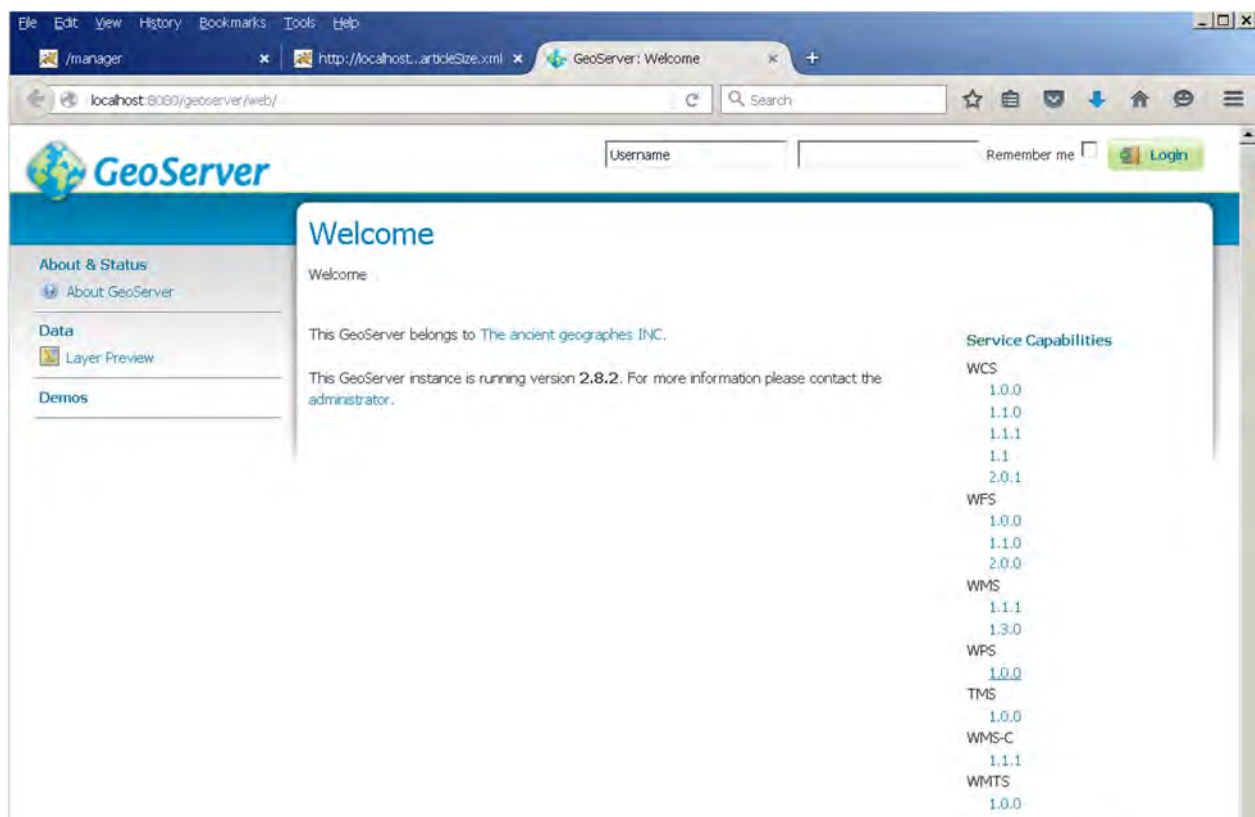 File Edit View History Bookmarks Tools Help
/manager
http://localhost...articleSize.xml
GeoServer: Welcome
localhost:8080/geoserver/web/
Search
GeoServer
Username
Remember me
Login
Welcome
About & Status
About GeoServer
Data
Layer Preview
Demos
Welcome
This GeoServer belongs to The ancient geographes INC.
This GeoServer instance is running version 2.8.2. For more information please contact the
administrator.
Service Capabilities
WCS
1.0.0
1.1.0
1.1.1
1.1
2.0.1
WFS
1.0.0
1.1.0
2.0.0
WMS
1.1.1
1.3.0
WPS
1.0.0
TMS
1.0.0
WMS-C
1.1.1
WMTS
1.0.0